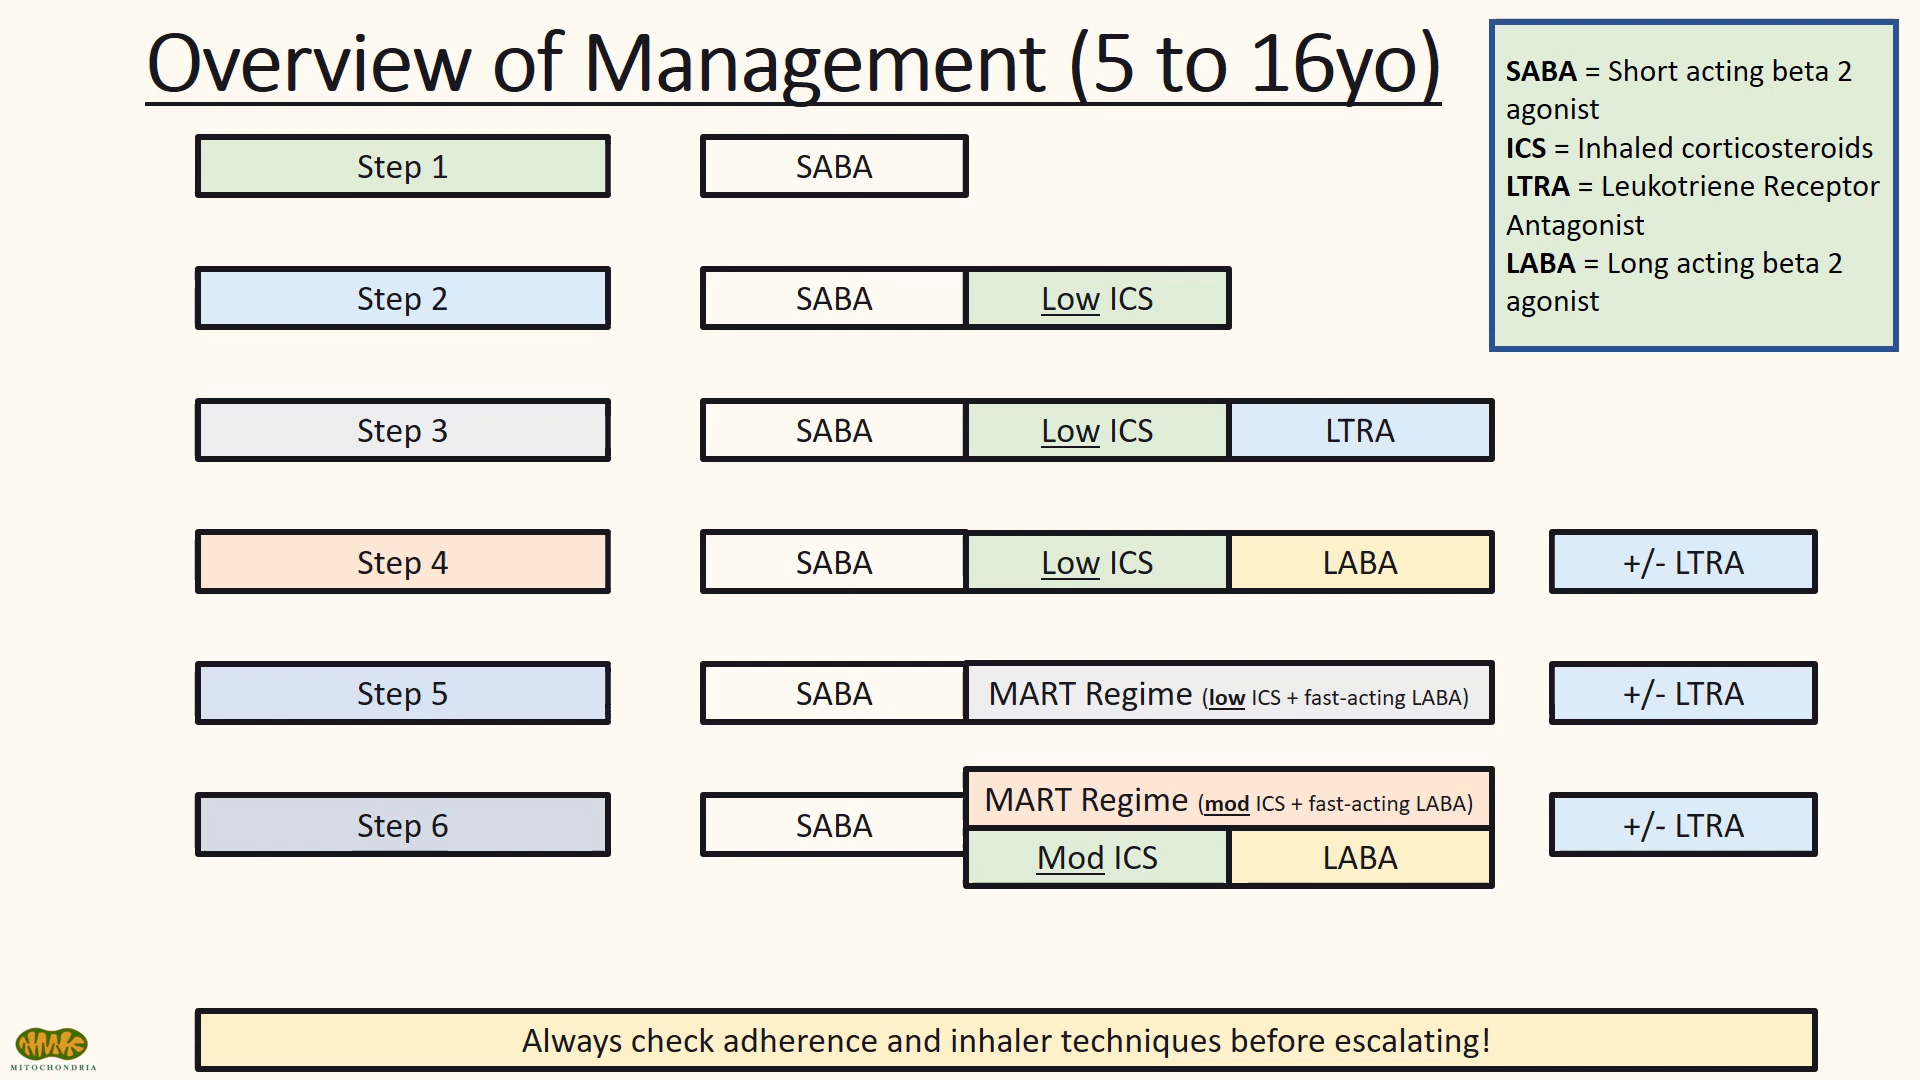 Overview of Management (5 to 16yo)
SABA = Short acting beta 2
agonist
ICS = Inhaled corticosteroids
LTRA = Leukotriene Receptor
Antagonist
LABA = Long acting beta 2
agonist
Step 1 SABA
Step 2 SABA Low ICS
Step 3 SABA Low ICS LTRA
Step 4 SABA Low ICS LABA +/- LTRA
Step 5 SABA MART Regime (low ICS + fast-acting LABA) +/- LTRA
MART Regime (mod ICS + fast-acting LABA)
Step 6 SABA +/- LTRA
Mod ICS LABA
Always check adherence and inhaler techniques before escalating!
MITOCHONDRIA